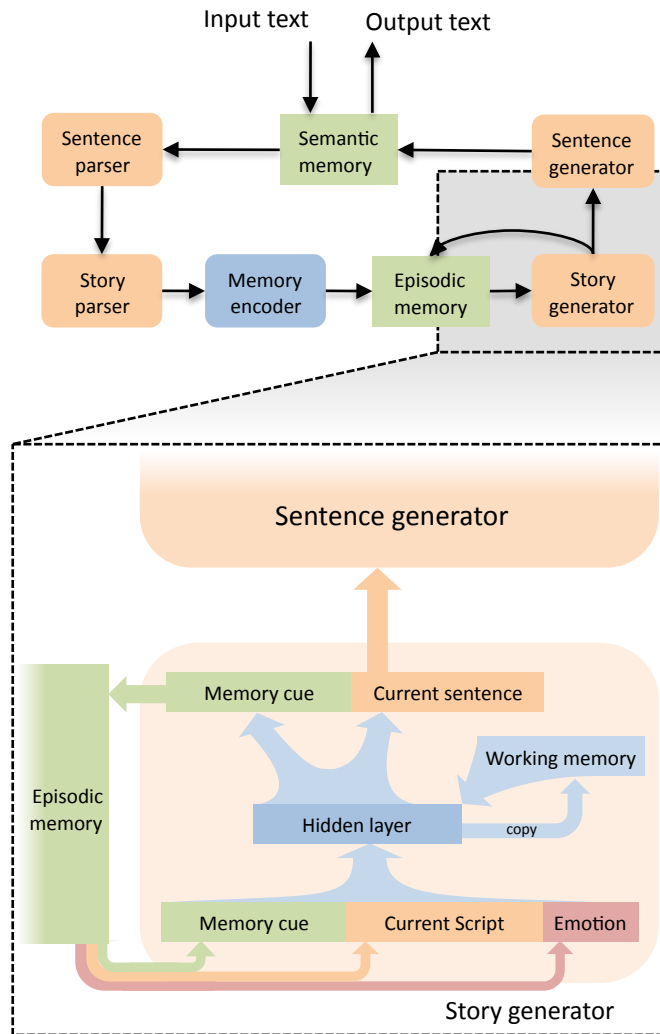 Input text
Output text
Sentence
parser
Semantic
memory
Sentence
generator
Story
parser
Memory
encoder
Episodic
memory
Story
generator
Sentence generator
Memory cue
Current sentence
Working memory
Episodic
memory
Hidden layer
copy
Memory cue
Current Script
Emotion
Story generator